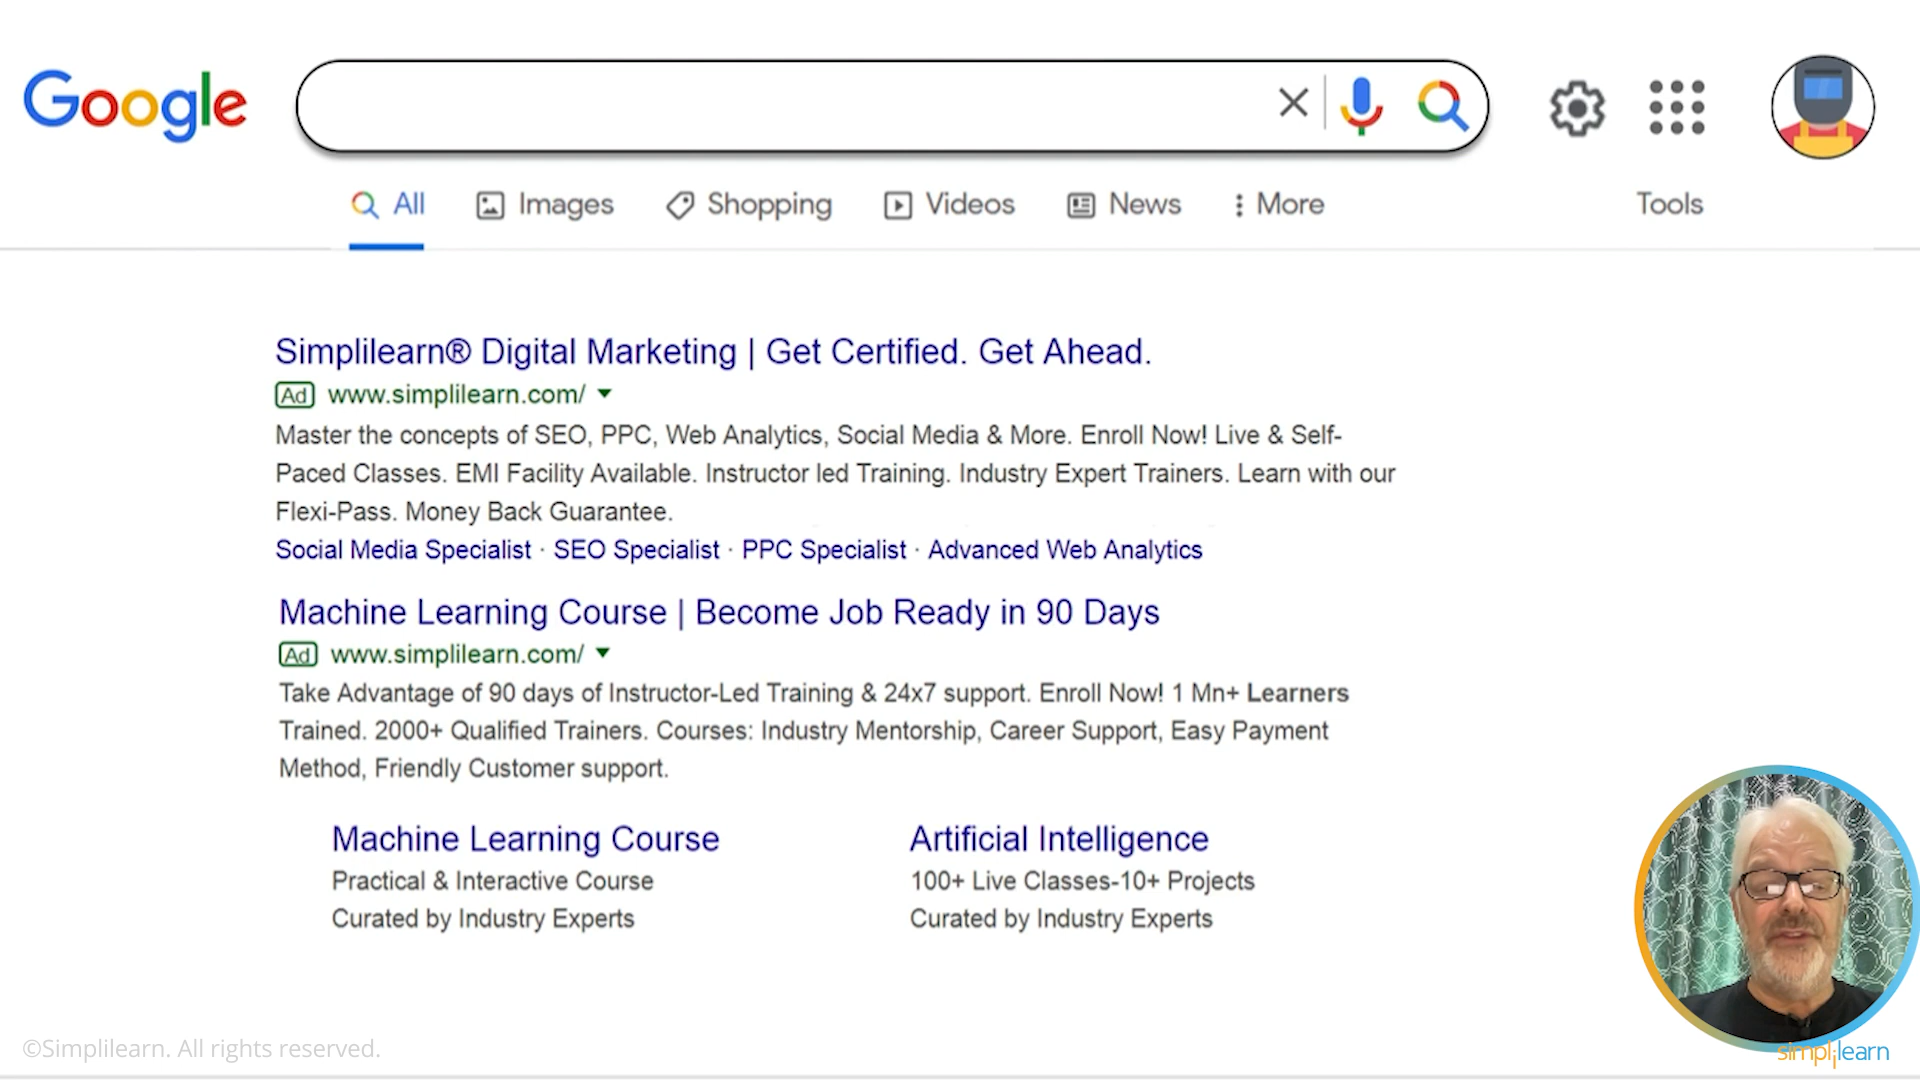 Google
All Images Shopping Videos News More Tools
Simplilearn® Digital Marketing | Get Certified. Get Ahead.
Ad www.simplilearn.com/
Master the concepts of SEO, PPC, Web Analytics, Social Media & More. Enroll Now! Live & Self-
Paced Classes. EMI Facility Available. Instructor led Training. Industry Expert Trainers. Learn with our
Flexi-Pass. Money Back Guarantee.
Social Media Specialist · SEO Specialist · PPC Specialist · Advanced Web Analytics
Machine Learning Course | Become Job Ready in 90 Days
Ad www.simplilearn.com/
Take Advantage of 90 days of Instructor-Led Training & 24x7 support. Enroll Now! 1 Mn+ Learners
Trained. 2000+ Qualified Trainers. Courses: Industry Mentorship, Career Support, Easy Payment
Method, Friendly Customer support.
Machine Learning Course
Practical & Interactive Course
Curated by Industry Experts
Artificial Intelligence
100+ Live Classes-10+ Projects
Curated by Industry Experts
©Simplilearn. All rights reserved.
simplilearn